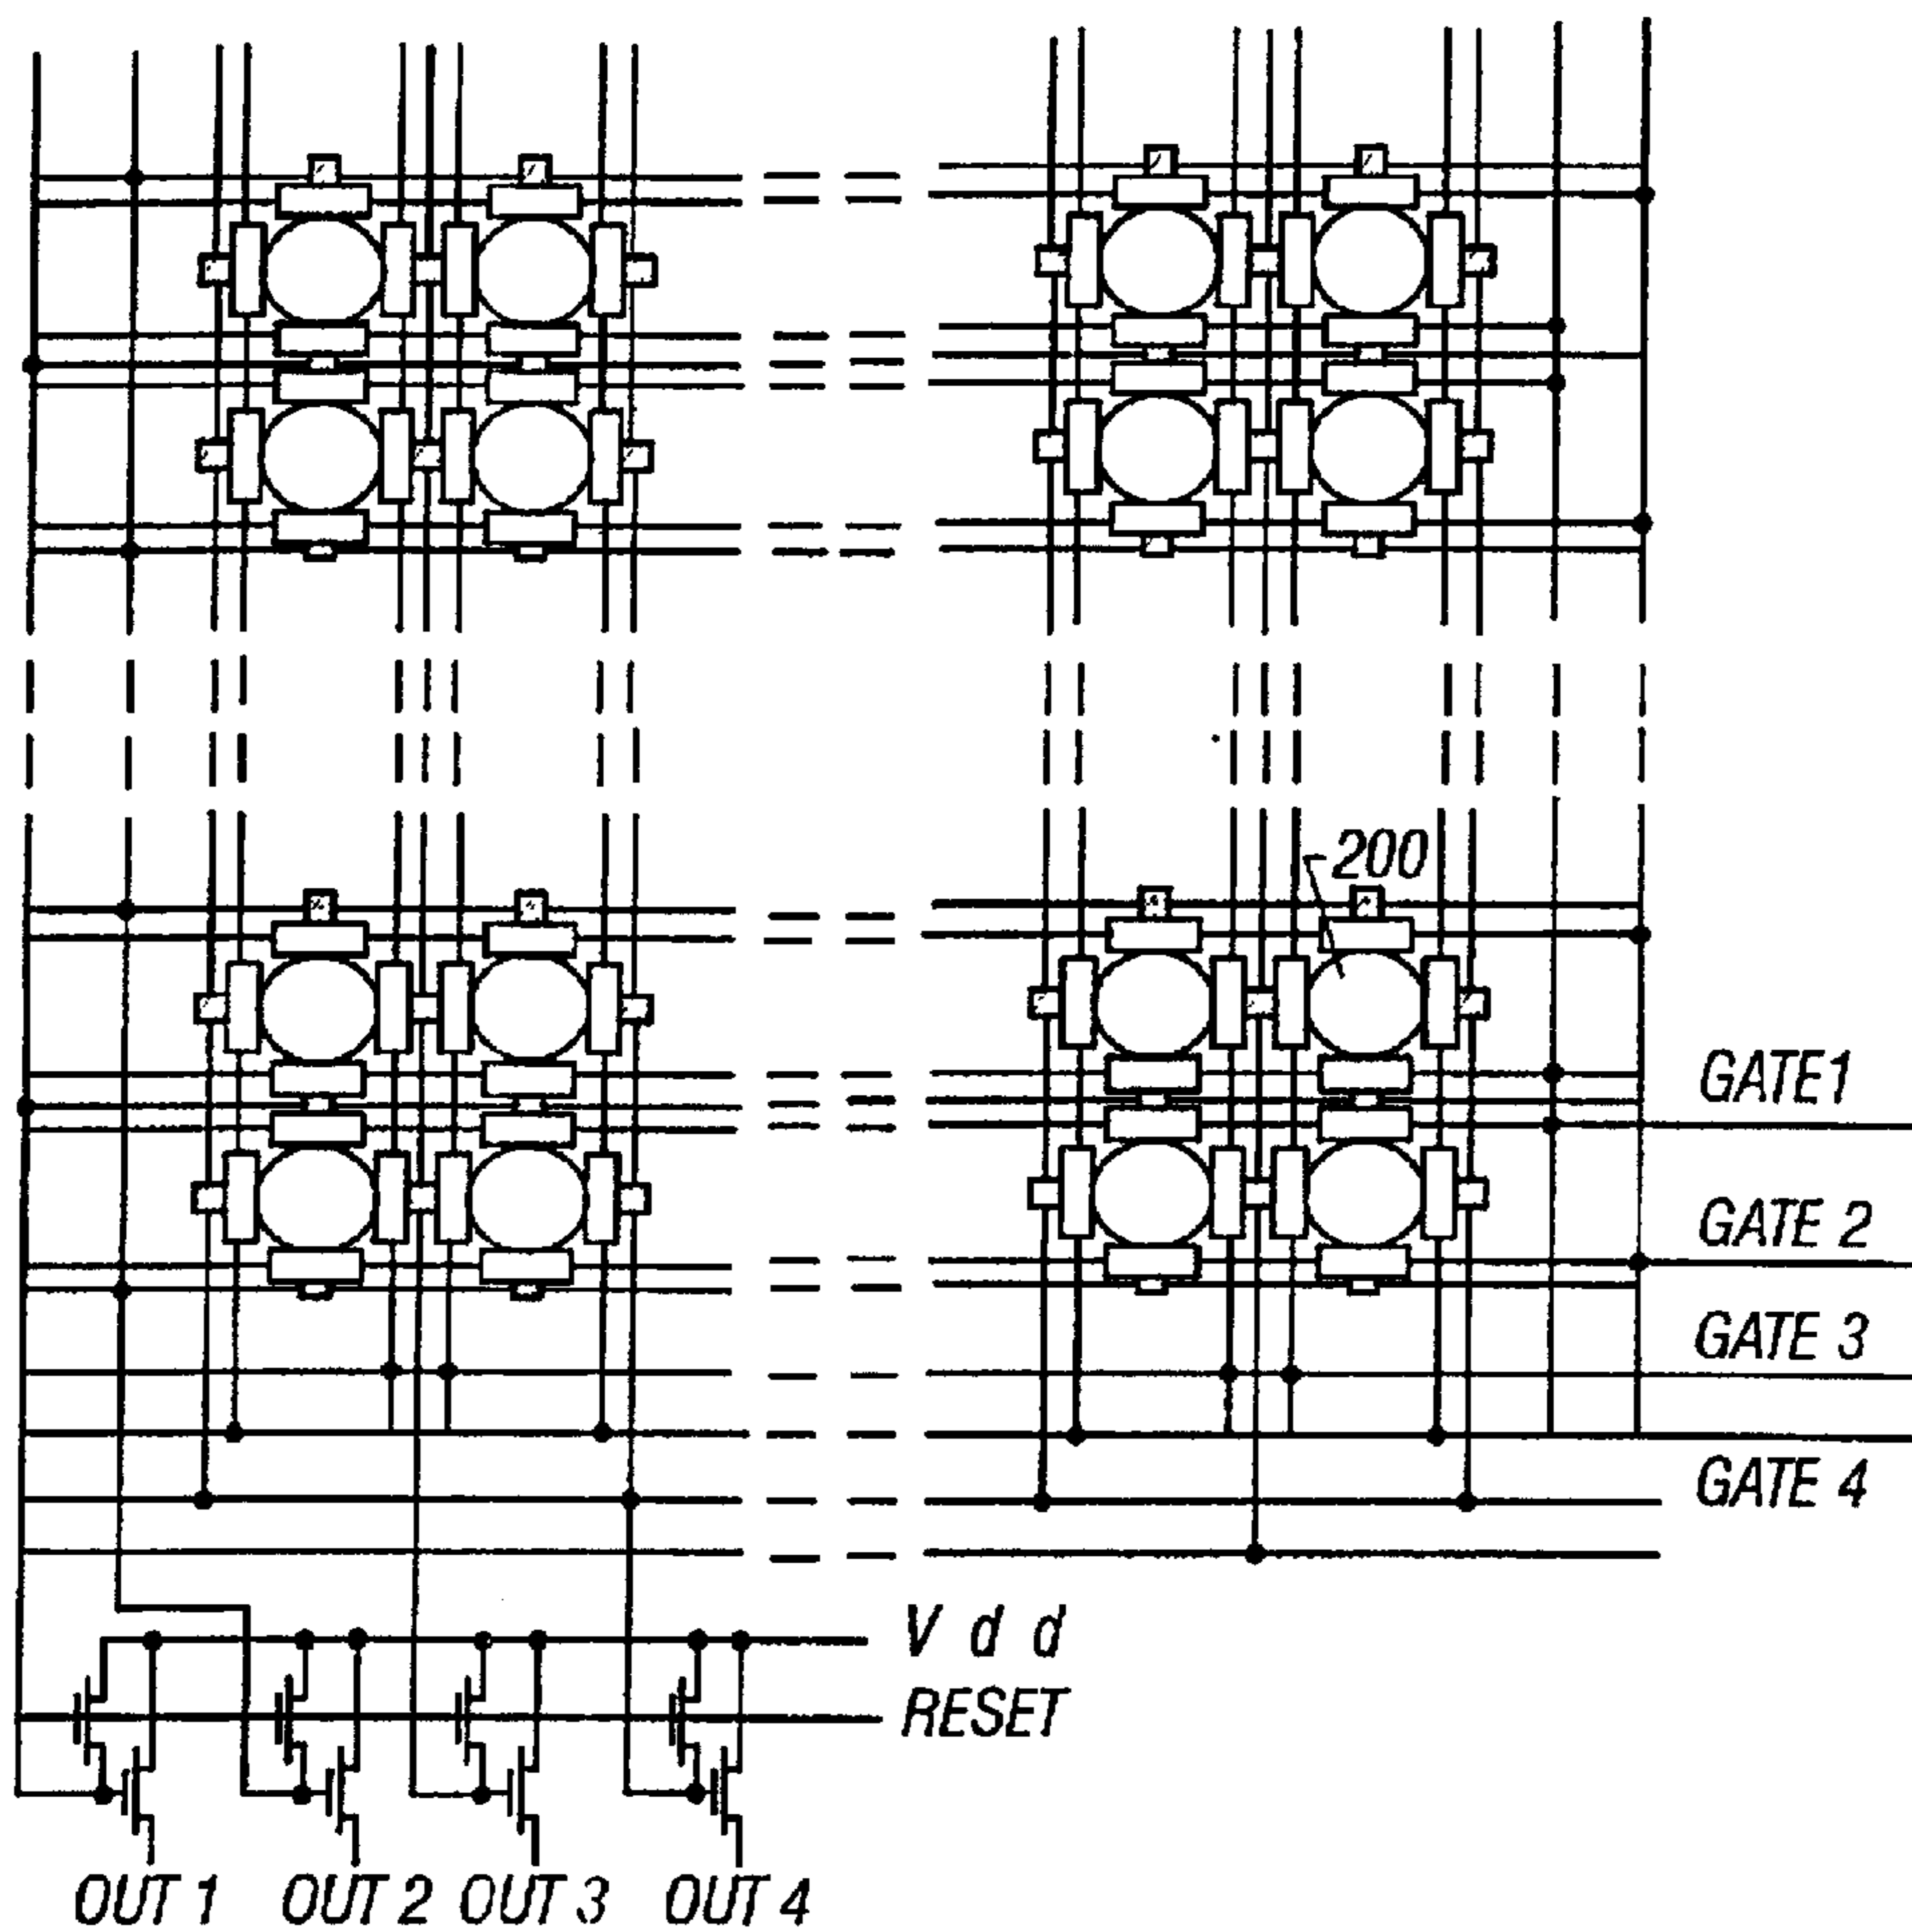 200
GATE1
GATE 2
GATE 3
GATE 4
V d d
RESET
OUT 1 OUT 2 OUT 3 OUT 4